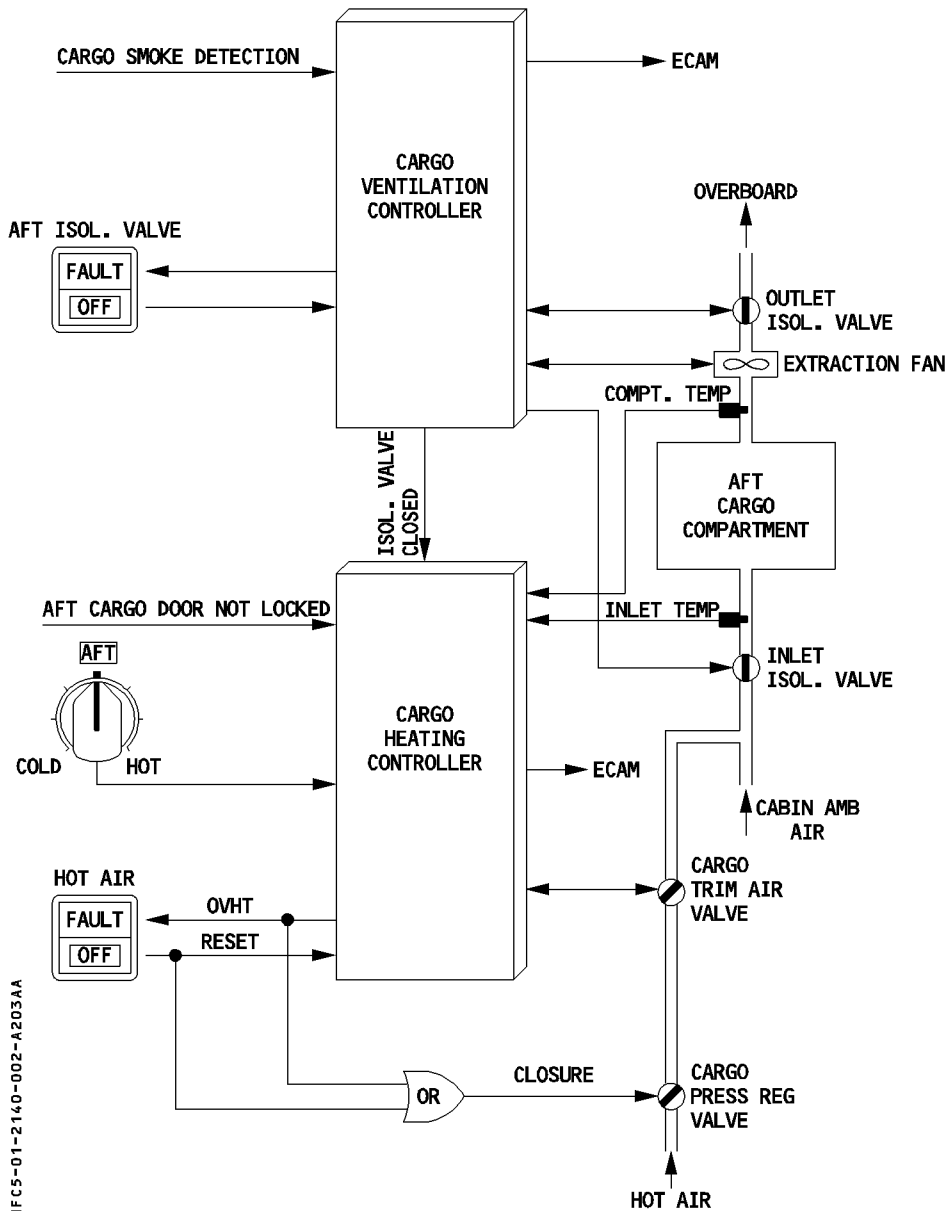 CARGO SMOKE DETECTION
ECAM
CARGO
VENTILATION
CONTROLLER
OVERBOARD
AFT ISOL. VALVE
FAULT
OFF
OUTLET
ISOL. VALVE
EXTRACTION FAN
COMPT. TEMP
ISOL. VALVE
CLOSED
AFT
CARGO
COMPARTMENT
AFT CARGO DOOR NOT LOCKED
INLET TEMP
AFT
INLET
ISOL. VALVE
COLD
HOT
CARGO
HEATING
CONTROLLER
ECAM
CABIN AMB
AIR
HOT AIR
FAULT
OFF
OVHT
RESET
CARGO
TRIM AIR
VALVE
OR
CLOSURE
CARGO
PRESS REG
VALVE
HOT AIR
NFC5-01-2140-002-A203AA